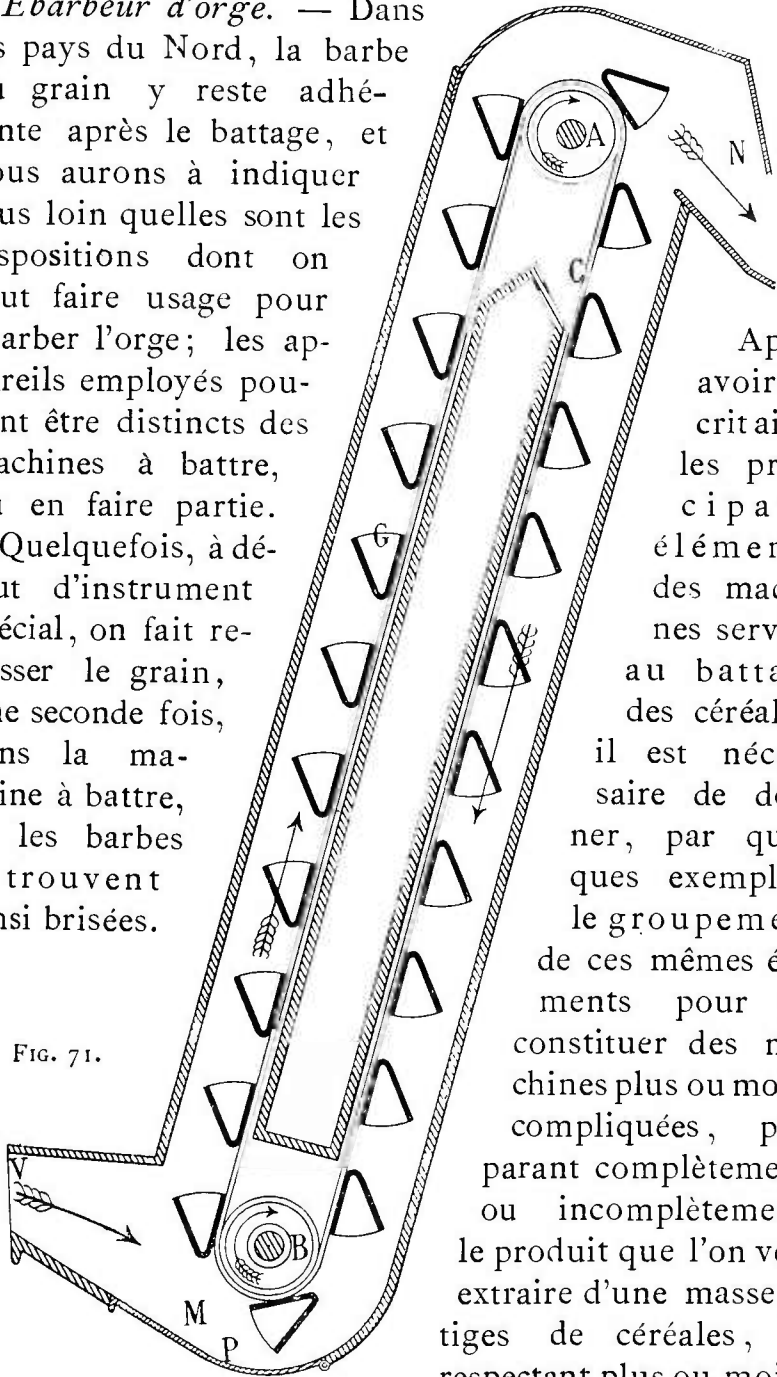 Ébarbeur d'orge. — Dans
s pays du Nord, la barbe
grain y reste adhé-
nte après le battage, et
ous aurons à indiquer
us loin quelles sont les
spositions dont on
ut faire usage pour
arber l'orge; les ap-
reils employés pou-
nt être distincts des
achines à battre,
en faire partie.
Quelquefois, à dé-
ut d'instrument
écial, on fait re-
sser le grain,
ne seconde fois,
ns la ma-
ine à battre,
les barbes
trouvent
nsi brisées.
FIG. 71.
A
N
C
G
V
B
M
P
Ap
avoir
crit ai
les pr
cipa
élémen
des mac
nes serv
au batta
des céréal
il est néc
saire de do
ner, par qu
ques exempl
le groupeme
de ces mêmes é
ments pour
constituer des m
chines plus ou mo
compliquées, p
parant complèteme
ou incomplèteme
le produit que l'on ve
extraire d'une masse
tiges de céréales,
respectant plus ou moi